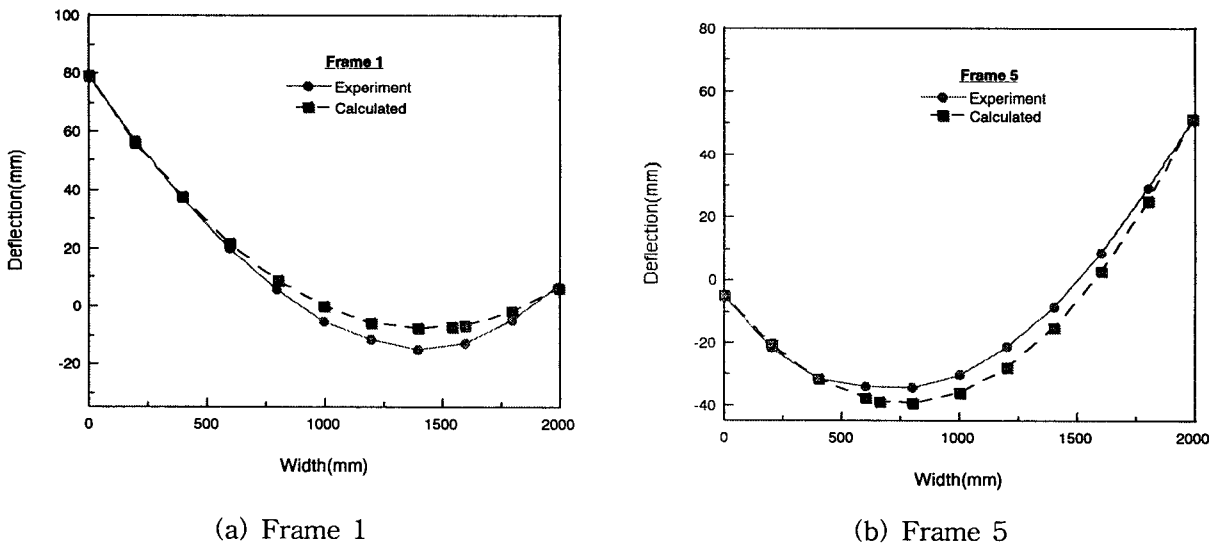 100
80
60
40
20
0
-20
Deflection(mm)
Frame 1
Experiment
Calculated
0
500
1000
1500
2000
Width(mm)
(a) Frame 1
80
60
40
20
0
-20
-40
Deflection(mm)
Frame 5
Experiment
Calculated
0
500
1000
1500
2000
Width(mm)
(b) Frame 5